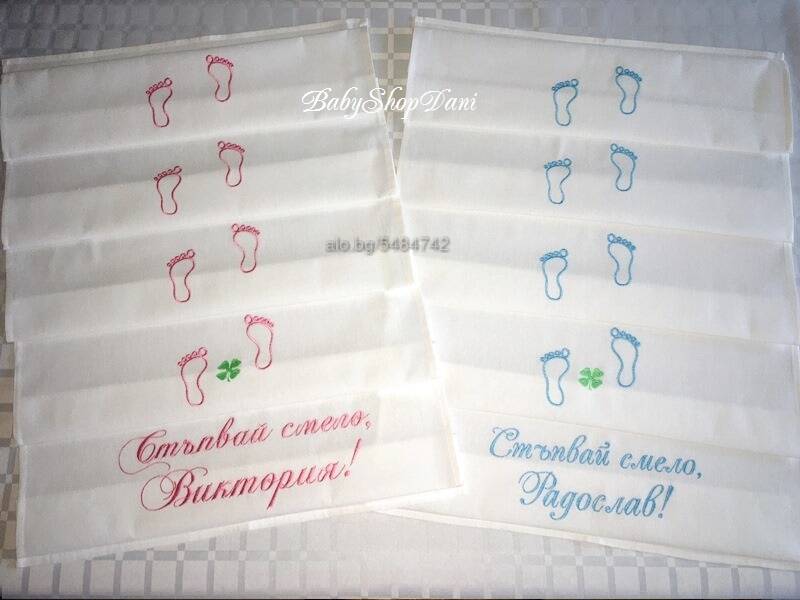 BabyShopDani
alo.bg/5484742
Стъпвай смело,
Виктория!
Стъпвай смело,
Радослав!